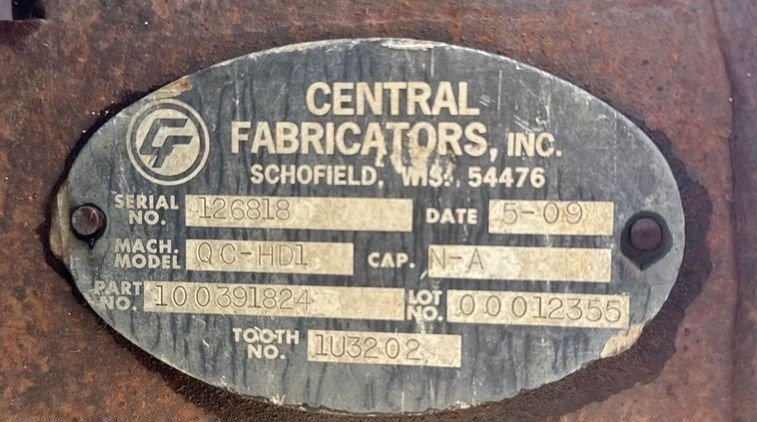 CENTRAL
FABRICATORS, INC.
SCHOFIELD, WIS. 54476
SERIAL NO. 126818 DATE 5-09
MACH. MODEL QC-HD1 CAP. N-A
PART NO. 100391824 LOT NO. 00012355
TOOTH NO. 1U3202